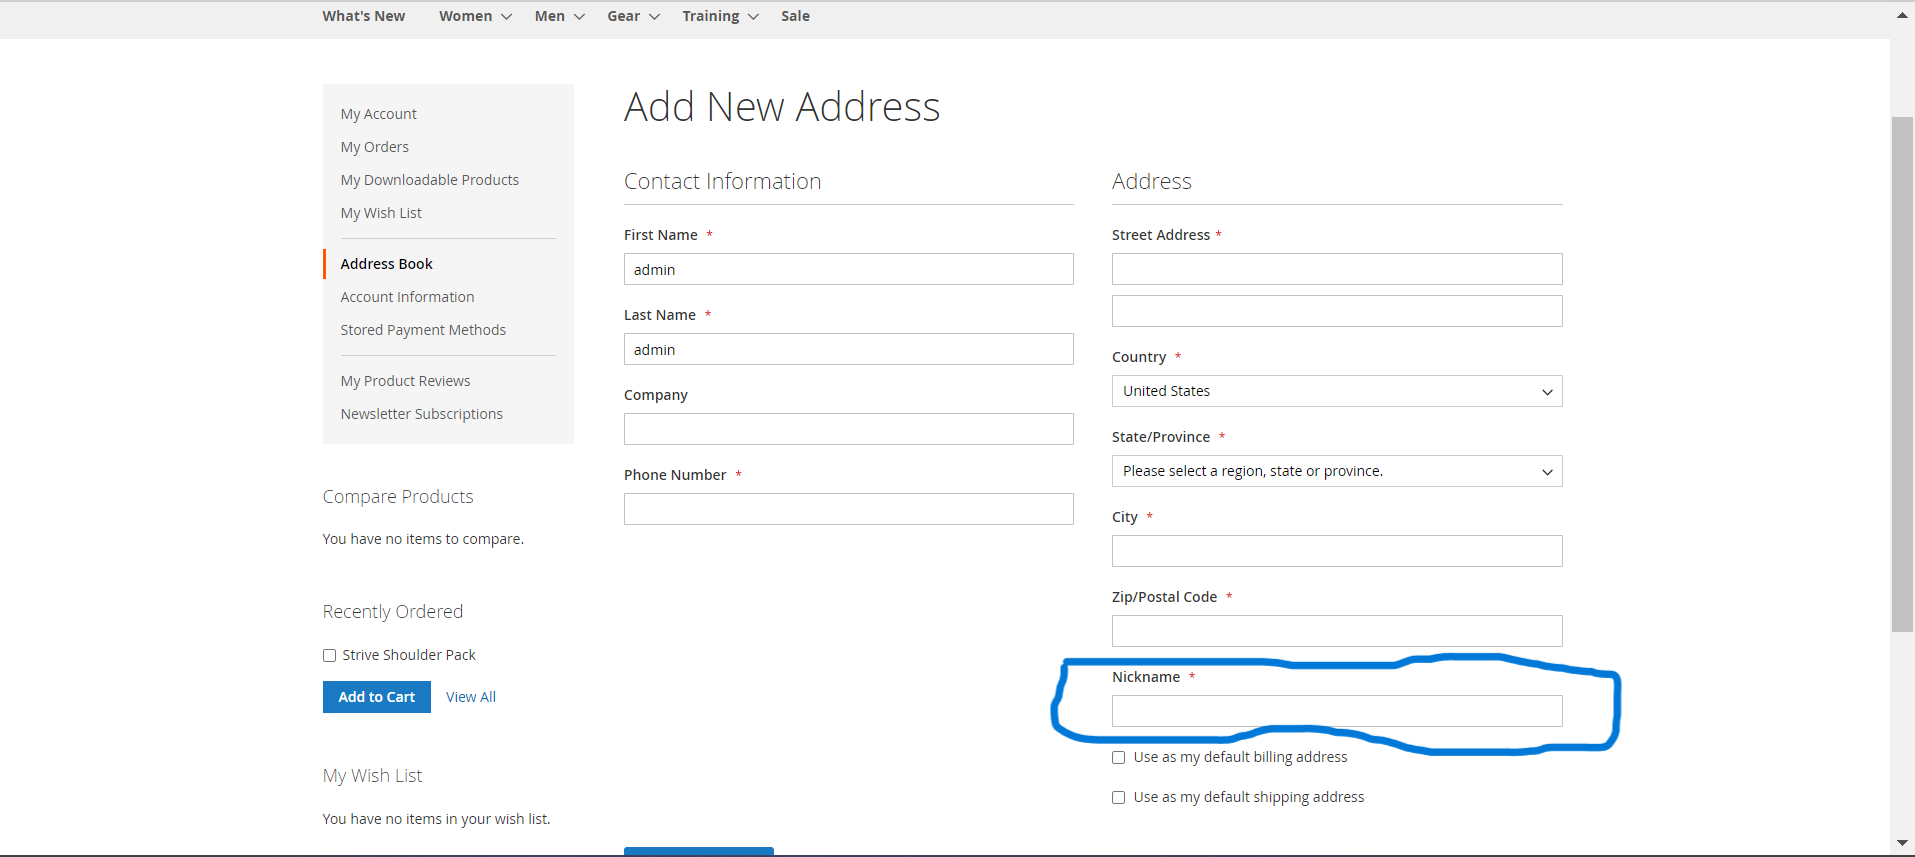 What's New Women Men Gear Training Sale
My Account
My Orders
My Downloadable Products
My Wish List
Address Book
Account Information
Stored Payment Methods
My Product Reviews
Newsletter Subscriptions
Compare Products
You have no items to compare.
Recently Ordered
Strive Shoulder Pack
Add to Cart View All
My Wish List
You have no items in your wish list.
Add New Address
Contact Information
First Name *
admin
Last Name *
admin
Company
Phone Number *
Address
Street Address *
Country *
United States
State/Province *
Please select a region, state or province.
City *
Zip/Postal Code *
Nickname *
Use as my default billing address
Use as my default shipping address